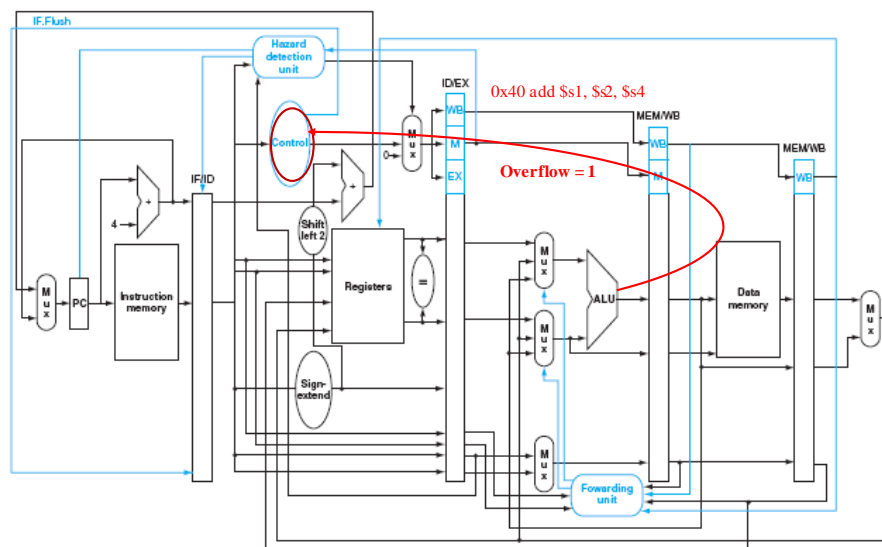 IF.Flush
Hazard
detection
unit
ID/EX
0x40 add $s1, $s2, $s4
WB
MEM/WB
Control
M
u
x
0
M
WB
MEM/WB
IF/ID
EX
Overflow = 1
M
WB
+
4
+
Shift
left 2
M
u
x
PC
Instruction
memory
Registers
=
M
u
x
ALU
Data
memory
M
u
x
M
u
x
Sign-
extend
M
u
x
Fowarding
unit